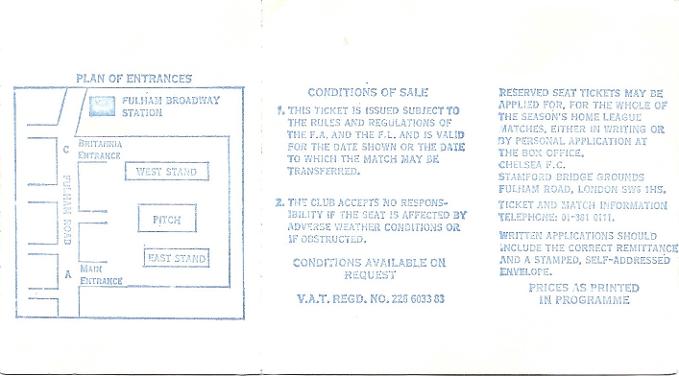 PLAN OF ENTRANCES
FULHAM BROADWAY
STATION
C
BRITANNIA
ENTRANCE
WEST STAND
FULHAM ROAD
PITCH
EAST STAND
A
MAIN
ENTRANCE
CONDITIONS OF SALE
1. THIS TICKET IS ISSUED SUBJECT TO
THE RULES AND REGULATIONS OF
THE F.A. AND THE F.L. AND IS VALID
FOR THE DATE SHOWN OR THE DATE
TO WHICH THE MATCH MAY BE
TRANSFERRED.
2. THE CLUB ACCEPTS NO RESPONS-
IBILITY IF THE SEAT IS AFFECTED BY
ADVERSE WEATHER CONDITIONS OR
IF OBSTRUCTED.
CONDITIONS AVAILABLE ON
REQUEST
V.A.T. REGD. NO. 226 6033 83
RESERVED SEAT TICKETS MAY BE
APPLIED FOR, FOR THE WHOLE OF
THE SEASON'S HOME LEAGUE
MATCHES, EITHER IN WRITING OR
BY PERSONAL APPLICATION AT
THE BOX OFFICE,
CHELSEA F.C.
STAMFORD BRIDGE GROUNDS
FULHAM ROAD, LONDON SW6 1HS.
TICKET AND MATCH INFORMATION
TELEPHONE: 01-381 0111.
WRITTEN APPLICATIONS SHOULD
INCLUDE THE CORRECT REMITTANCE
AND A STAMPED, SELF-ADDRESSED
ENVELOPE.
PRICES AS PRINTED
IN PROGRAMME